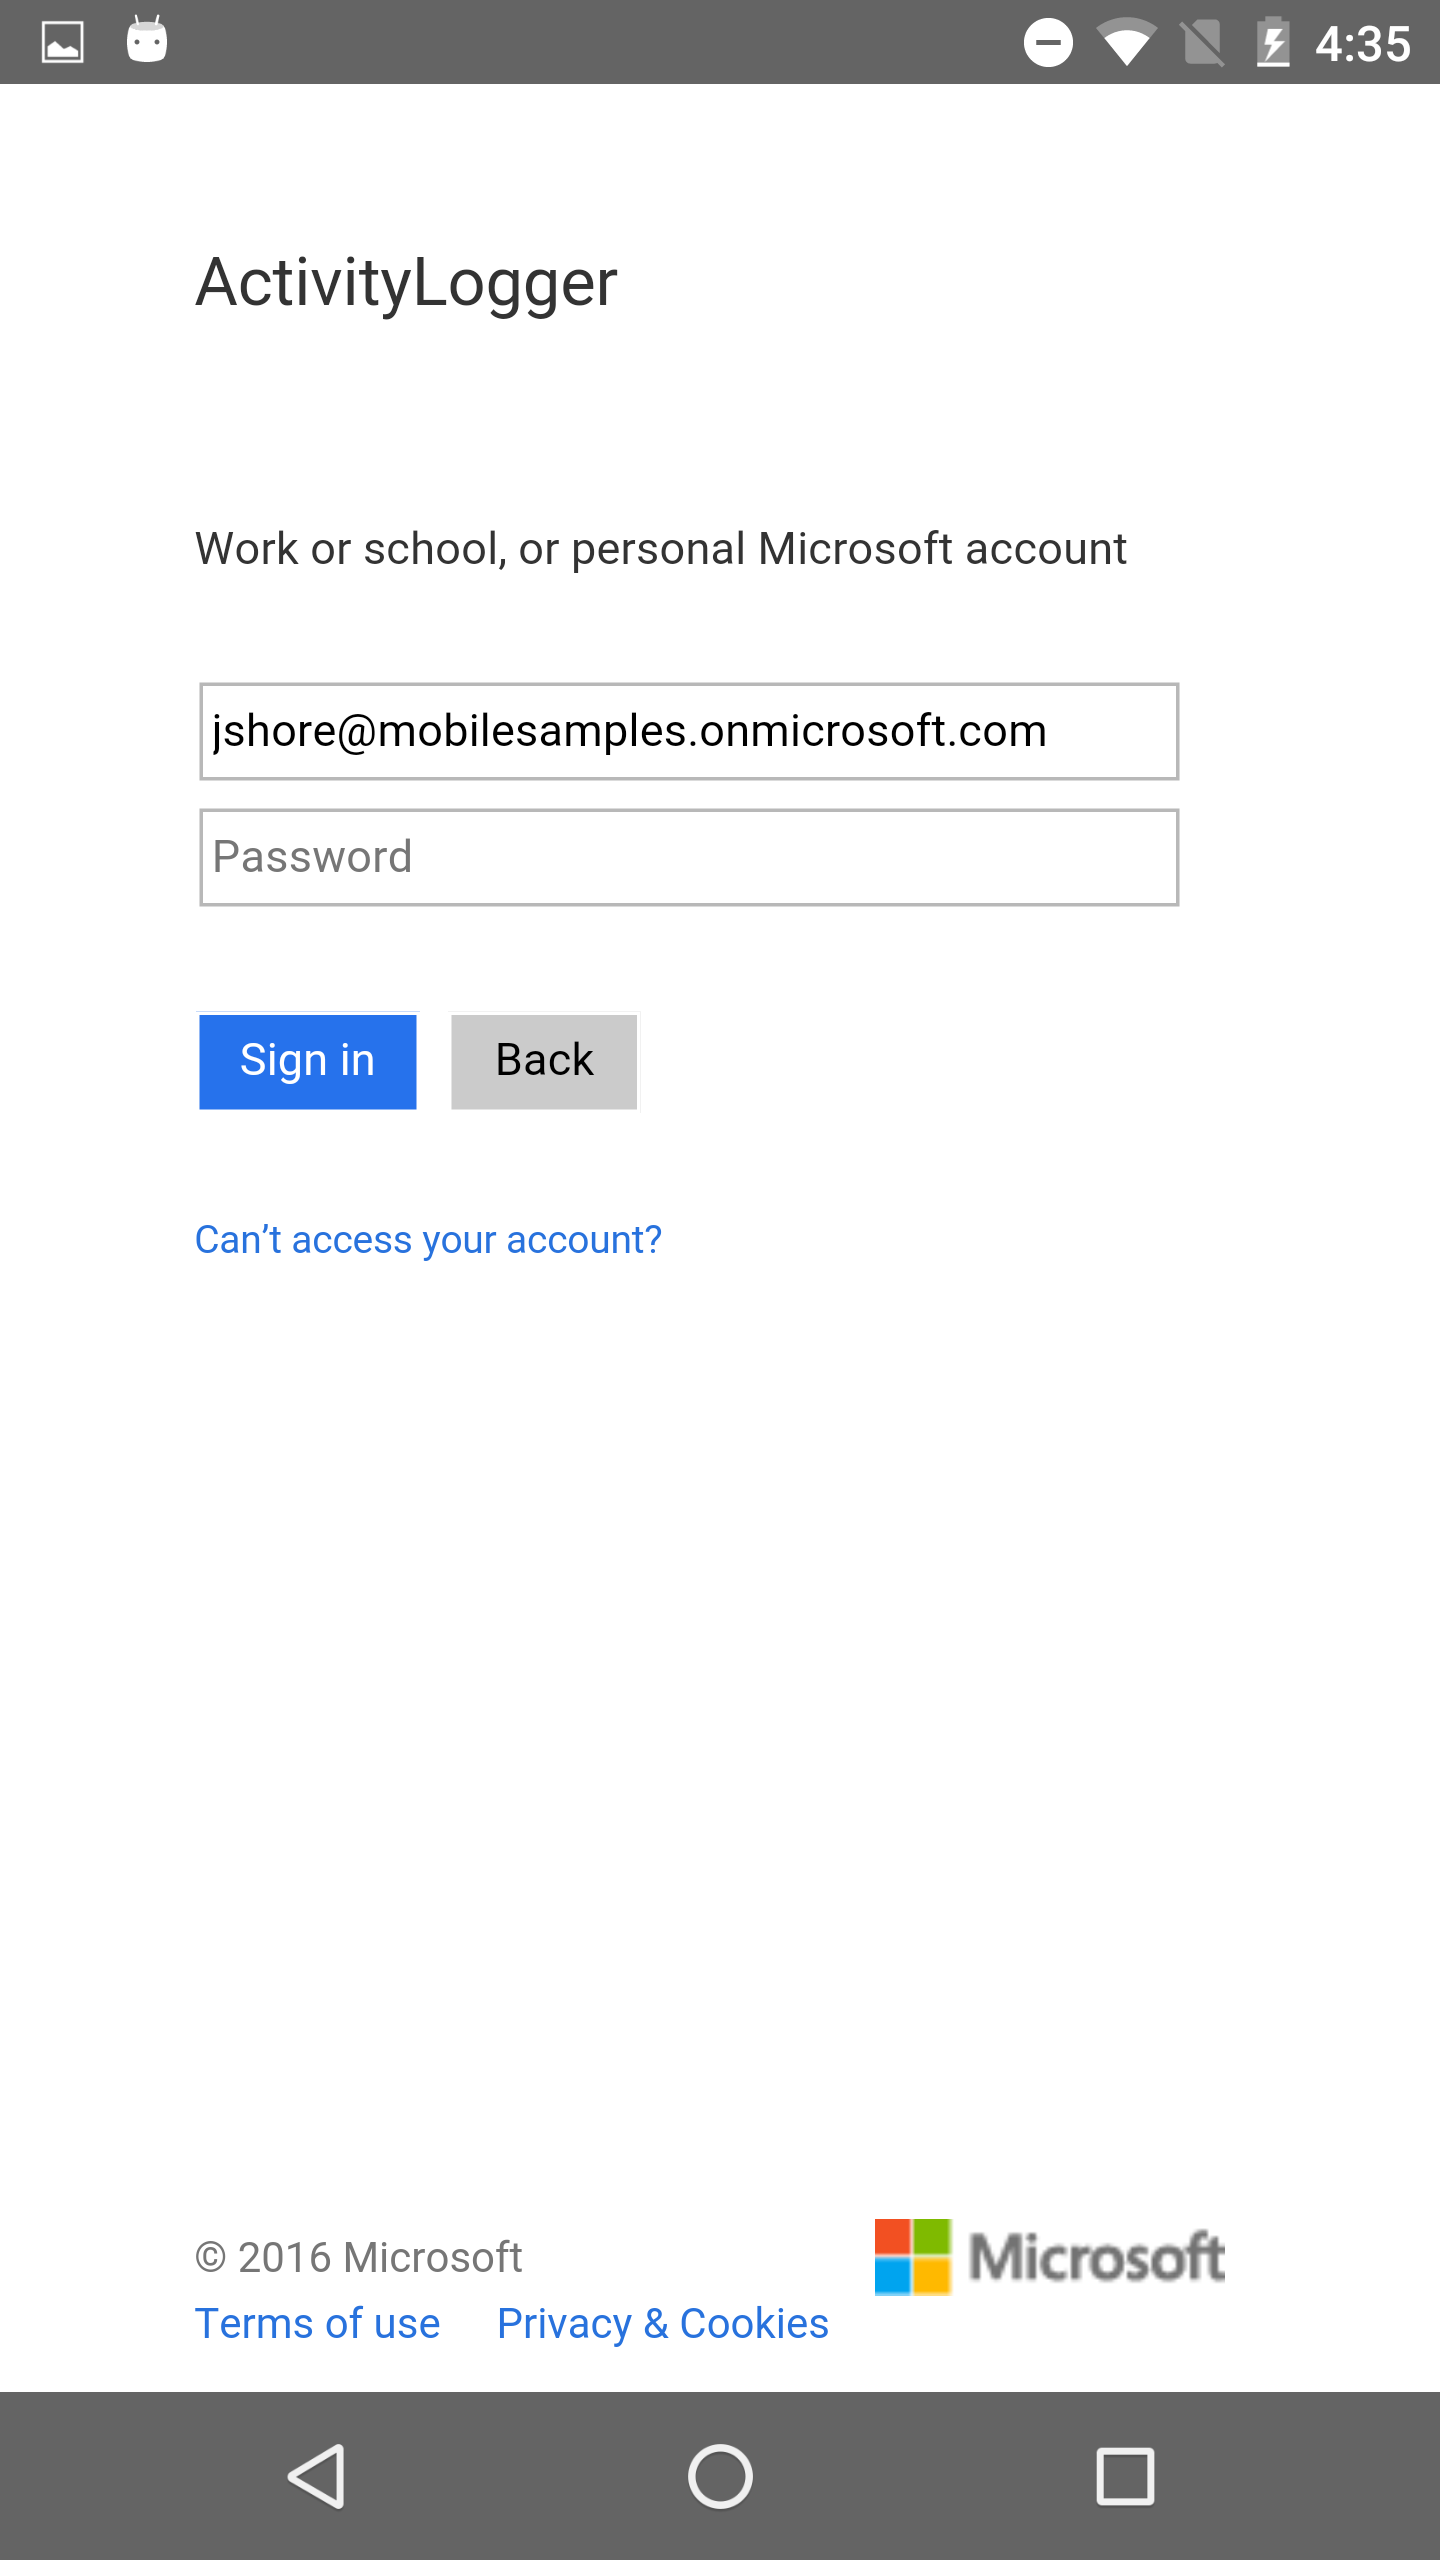 4:35
ActivityLogger
Work or school, or personal Microsoft account
jshore@mobilesamples.onmicrosoft.com
Password
Sign in Back
Can’t access your account?
© 2016 Microsoft Microsoft
Terms of use Privacy & Cookies